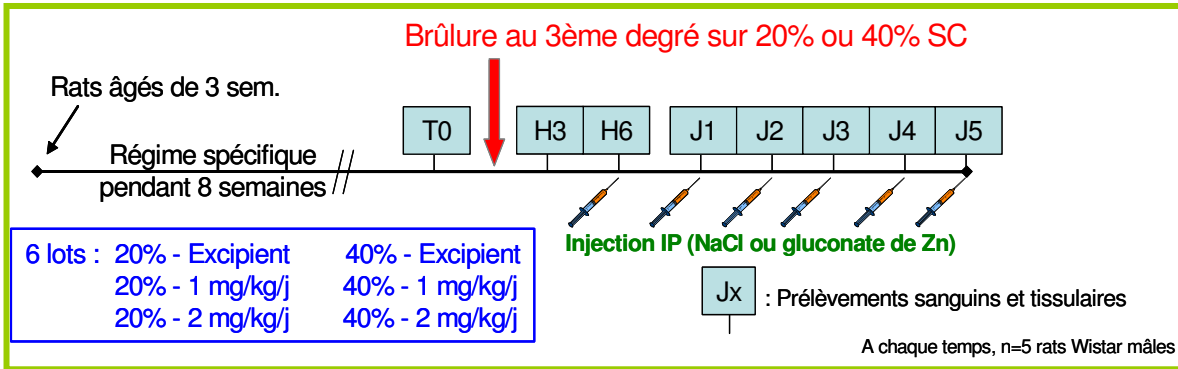 Brûlure au 3ème degré sur 20% ou 40% SC
Rats âgés de 3 sem.
T0
H3
H6
J1
J2
J3
J4
J5
Régime spécifique
pendant 8 semaines
Injection IP (NaCl ou gluconate de Zn)
6 lots : 20% - Excipient 40% - Excipient
20% - 1 mg/kg/j 40% - 1 mg/kg/j
20% - 2 mg/kg/j 40% - 2 mg/kg/j
Jx : Prélèvements sanguins et tissulaires
A chaque temps, n=5 rats Wistar mâles